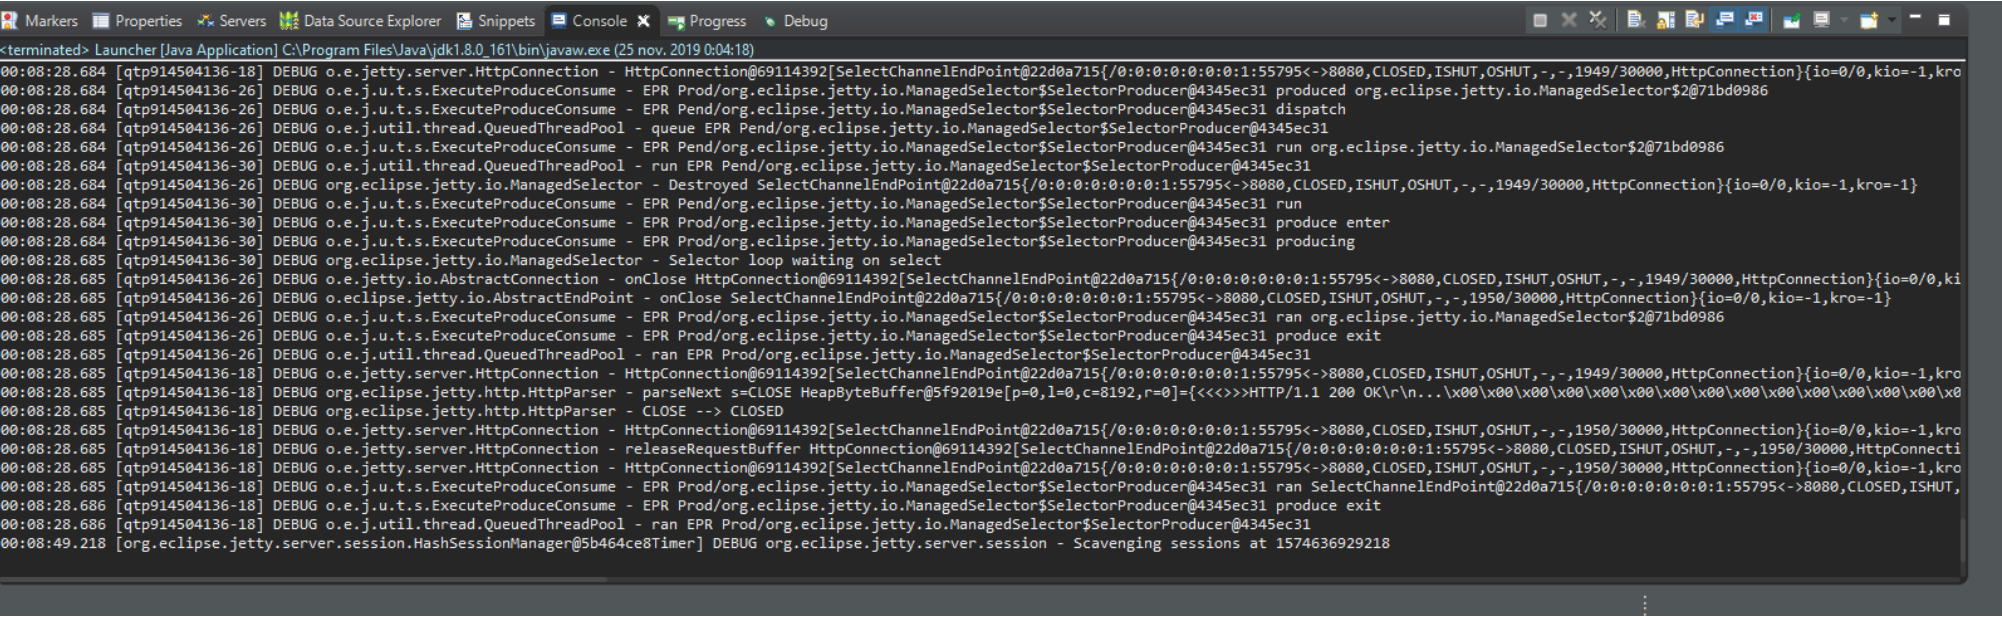 Markers Properties Servers Data Source Explorer Snippets Console Progress Debug
<terminated> Launcher [Java Application] C:\Program Files\Java\jdk1.8.0_161\bin\javaw.exe (25 nov. 2019 0:04:18)
00:08:28.684 [qtp914504136-18] DEBUG o.e.jetty.server.HttpConnection - HttpConnection@69114392[SelectChannelEndPoint@22d0a715{/0:0:0:0:0:0:0:1:55795<->8080,CLOSED,ISHUT,OSHUT,-,-,1949/30000,HttpConnection}{io=0/0,kio=-1,kro
00:08:28.684 [qtp914504136-26] DEBUG o.e.j.u.t.s.ExecuteProduceConsume - EPR Prod/org.eclipse.jetty.io.ManagedSelector$SelectorProducer@4345ec31 produced org.eclipse.jetty.io.ManagedSelector$2@71bd0986
00:08:28.684 [qtp914504136-26] DEBUG o.e.j.u.t.s.ExecuteProduceConsume - EPR Pend/org.eclipse.jetty.io.ManagedSelector$SelectorProducer@4345ec31 dispatch
00:08:28.684 [qtp914504136-26] DEBUG o.e.j.util.thread.QueuedThreadPool - queue EPR Pend/org.eclipse.jetty.io.ManagedSelector$SelectorProducer@4345ec31
00:08:28.684 [qtp914504136-26] DEBUG o.e.j.u.t.s.ExecuteProduceConsume - EPR Pend/org.eclipse.jetty.io.ManagedSelector$SelectorProducer@4345ec31 run org.eclipse.jetty.io.ManagedSelector$2@71bd0986
00:08:28.684 [qtp914504136-30] DEBUG o.e.j.util.thread.QueuedThreadPool - run EPR Pend/org.eclipse.jetty.io.ManagedSelector$SelectorProducer@4345ec31
00:08:28.684 [qtp914504136-26] DEBUG org.eclipse.jetty.io.ManagedSelector - Destroyed SelectChannelEndPoint@22d0a715{/0:0:0:0:0:0:0:1:55795<->8080,CLOSED,ISHUT,OSHUT,-,-,1949/30000,HttpConnection}{io=0/0,kio=-1,kro=-1}
00:08:28.684 [qtp914504136-30] DEBUG o.e.j.u.t.s.ExecuteProduceConsume - EPR Pend/org.eclipse.jetty.io.ManagedSelector$SelectorProducer@4345ec31 run
00:08:28.684 [qtp914504136-30] DEBUG o.e.j.u.t.s.ExecuteProduceConsume - EPR Prod/org.eclipse.jetty.io.ManagedSelector$SelectorProducer@4345ec31 produce enter
00:08:28.684 [qtp914504136-30] DEBUG o.e.j.u.t.s.ExecuteProduceConsume - EPR Prod/org.eclipse.jetty.io.ManagedSelector$SelectorProducer@4345ec31 producing
00:08:28.685 [qtp914504136-30] DEBUG org.eclipse.jetty.io.ManagedSelector - Selector loop waiting on select
00:08:28.685 [qtp914504136-26] DEBUG o.e.jetty.io.AbstractConnection - onClose HttpConnection@69114392[SelectChannelEndPoint@22d0a715{/0:0:0:0:0:0:0:1:55795<->8080,CLOSED,ISHUT,OSHUT,-,-,1949/30000,HttpConnection}{io=0/0,ki
00:08:28.685 [qtp914504136-26] DEBUG o.eclipse.jetty.io.AbstractEndPoint - onClose SelectChannelEndPoint@22d0a715{/0:0:0:0:0:0:0:1:55795<->8080,CLOSED,ISHUT,OSHUT,-,-,1950/30000,HttpConnection}{io=0/0,kio=-1,kro=-1}
00:08:28.685 [qtp914504136-26] DEBUG o.e.j.u.t.s.ExecuteProduceConsume - EPR Prod/org.eclipse.jetty.io.ManagedSelector$SelectorProducer@4345ec31 ran org.eclipse.jetty.io.ManagedSelector$2@71bd0986
00:08:28.685 [qtp914504136-26] DEBUG o.e.j.u.t.s.ExecuteProduceConsume - EPR Prod/org.eclipse.jetty.io.ManagedSelector$SelectorProducer@4345ec31 produce exit
00:08:28.685 [qtp914504136-26] DEBUG o.e.j.util.thread.QueuedThreadPool - ran EPR Prod/org.eclipse.jetty.io.ManagedSelector$SelectorProducer@4345ec31
00:08:28.685 [qtp914504136-18] DEBUG o.e.jetty.server.HttpConnection - HttpConnection@69114392[SelectChannelEndPoint@22d0a715{/0:0:0:0:0:0:0:1:55795<->8080,CLOSED,ISHUT,OSHUT,-,-,1949/30000,HttpConnection}{io=0/0,kio=-1,kro
00:08:28.685 [qtp914504136-18] DEBUG org.eclipse.jetty.http.HttpParser - parseNext s=CLOSE HeapByteBuffer@5f92019e[p=0,l=0,c=8192,r=0]={<<<>>>HTTP/1.1 200 OK\r\n...\x00\x00\x00\x00\x00\x00\x00\x00\x00\x00\x00\x00\x00\x00\x0
00:08:28.685 [qtp914504136-18] DEBUG org.eclipse.jetty.http.HttpParser - CLOSE --> CLOSED
00:08:28.685 [qtp914504136-18] DEBUG o.e.jetty.server.HttpConnection - HttpConnection@69114392[SelectChannelEndPoint@22d0a715{/0:0:0:0:0:0:0:1:55795<->8080,CLOSED,ISHUT,OSHUT,-,-,1950/30000,HttpConnection}{io=0/0,kio=-1,kro
00:08:28.685 [qtp914504136-18] DEBUG o.e.jetty.server.HttpConnection - releaseRequestBuffer HttpConnection@69114392[SelectChannelEndPoint@22d0a715{/0:0:0:0:0:0:0:1:55795<->8080,CLOSED,ISHUT,OSHUT,-,-,1950/30000,HttpConnecti
00:08:28.685 [qtp914504136-18] DEBUG o.e.jetty.server.HttpConnection - HttpConnection@69114392[SelectChannelEndPoint@22d0a715{/0:0:0:0:0:0:0:1:55795<->8080,CLOSED,ISHUT,OSHUT,-,-,1950/30000,HttpConnection}{io=0/0,kio=-1,kro
00:08:28.685 [qtp914504136-18] DEBUG o.e.j.u.t.s.ExecuteProduceConsume - EPR Prod/org.eclipse.jetty.io.ManagedSelector$SelectorProducer@4345ec31 ran SelectChannelEndPoint@22d0a715{/0:0:0:0:0:0:0:1:55795<->8080,CLOSED,ISHUT,
00:08:28.686 [qtp914504136-18] DEBUG o.e.j.u.t.s.ExecuteProduceConsume - EPR Prod/org.eclipse.jetty.io.ManagedSelector$SelectorProducer@4345ec31 produce exit
00:08:28.686 [qtp914504136-18] DEBUG o.e.j.util.thread.QueuedThreadPool - ran EPR Prod/org.eclipse.jetty.io.ManagedSelector$SelectorProducer@4345ec31
00:08:49.218 [org.eclipse.jetty.server.session.HashSessionManager@5b464ce8Timer] DEBUG org.eclipse.jetty.server.session - Scavenging sessions at 1574636929218